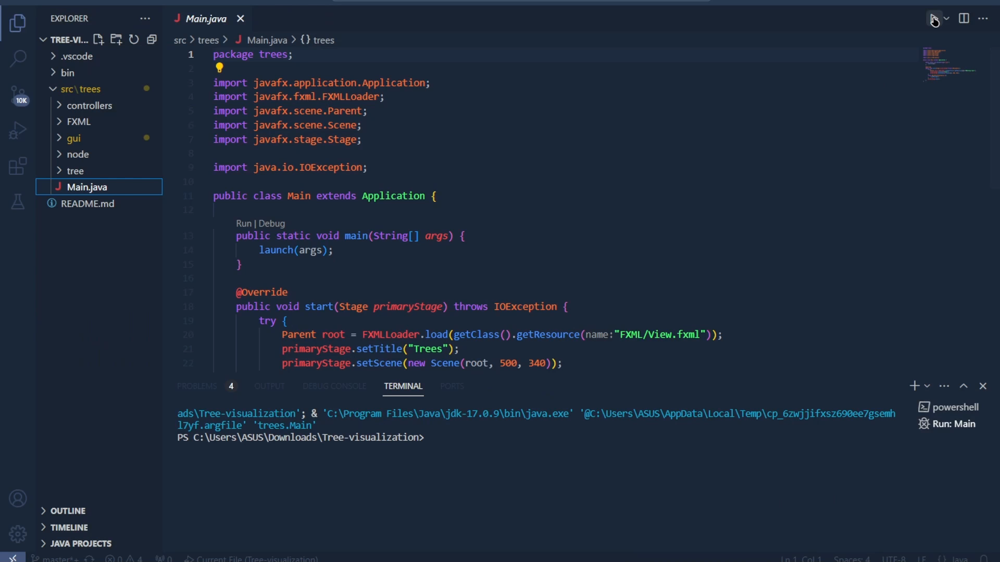 EXPLORER
TREE-VI...
.vscode
bin
src\trees
controllers
FXML
gui
node
tree
Main.java
README.md
10K
OUTLINE
TIMELINE
JAVA PROJECTS
Main.java
src > trees > Main.java > {} trees
1 package trees;
2
3 import javafx.application.Application;
4 import javafx.fxml.FXMLLoader;
5 import javafx.scene.Parent;
6 import javafx.scene.Scene;
7 import javafx.stage.Stage;
8
9 import java.io.IOException;
10
11 public class Main extends Application {
12
Run | Debug
13 public static void main(String[] args) {
14 launch(args);
15 }
16
17 @Override
18 public void start(Stage primaryStage) throws IOException {
19 try {
20 Parent root = FXMLLoader.load(getClass().getResource(name:"FXML/View.fxml"));
21 primaryStage.setTitle("Trees");
22 primaryStage.setScene(new Scene(root, 500, 340));
PROBLEMS 4 OUTPUT DEBUG CONSOLE TERMINAL PORTS
ads\Tree-visualization'; & 'C:\Program Files\Java\jdk-17.0.9\bin\java.exe' '@C:\Users\ASUS\AppData\Local\Temp\cp_6zwjjifxsz690ee7gsemh
l7yf.argfile' 'trees.Main'
PS C:\Users\ASUS\Downloads\Tree-visualization>
powershell
Run: Main
master*+ 0 4 0 Current File (Tree-visualization) Ln 1, Col 1 Spaces: 4 UTF-8 LF {} Java